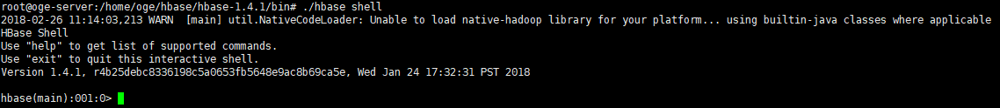 root@oge-server:/home/oge/hbase/hbase-1.4.1/bin# ./hbase shell
2018-02-26 11:14:03,213 WARN  [main] util.NativeCodeLoader: Unable to load native-hadoop library for your platform... using builtin-java classes where applicable
HBase Shell
Use "help" to get list of supported commands.
Use "exit" to quit this interactive shell.
Version 1.4.1, r4b25debc8336198c5a0653fb5648e9ac8b69ca5e, Wed Jan 24 17:32:31 PST 2018
hbase(main):001:0>